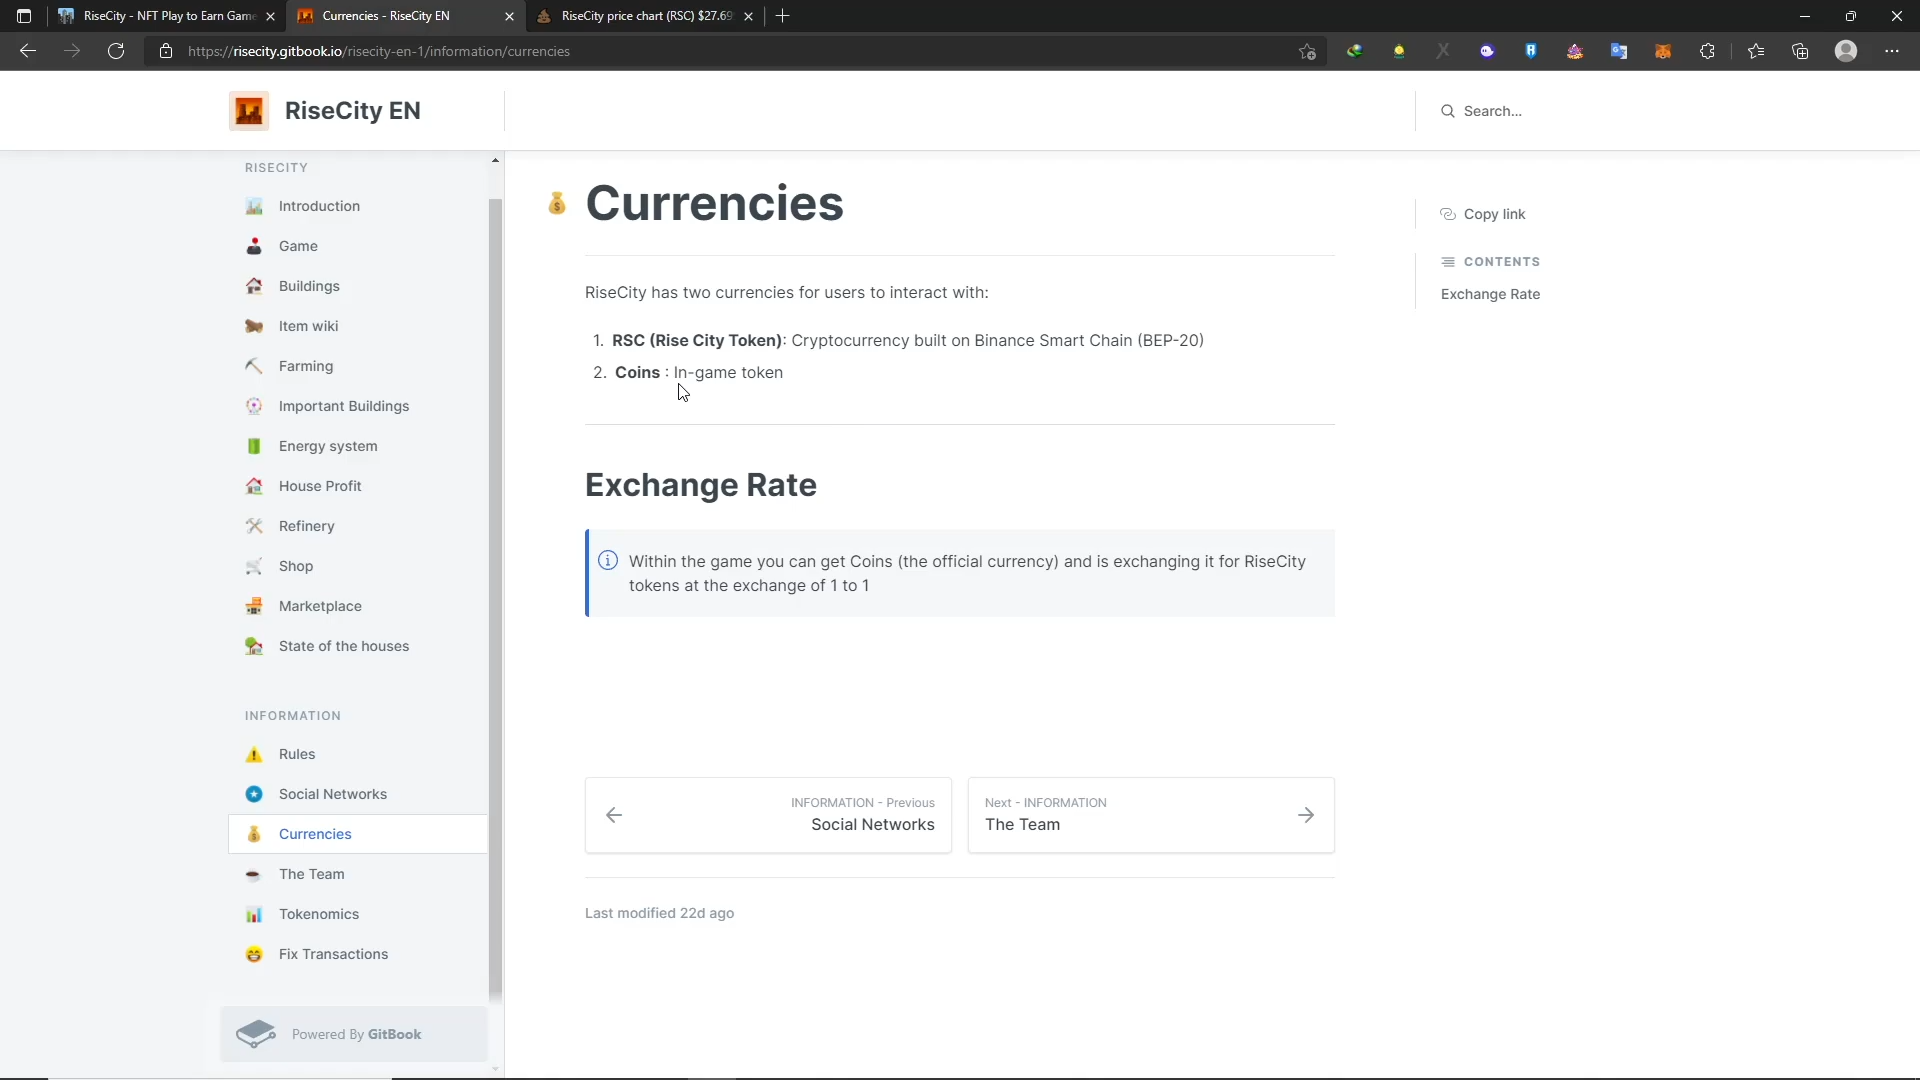 RiseCity - NFT Play to Earn Game
Currencies - RiseCity EN
RiseCity price chart (RSC) $27.69
https://risecity.gitbook.io/risecity-en-1/information/currencies
RiseCity EN
Search...
RISECITY
Introduction
Game
Buildings
Item wiki
Farming
Important Buildings
Energy system
House Profit
Refinery
Shop
Marketplace
State of the houses
INFORMATION
Rules
Social Networks
Currencies
The Team
Tokenomics
Fix Transactions
Powered By GitBook
Currencies
RiseCity has two currencies for users to interact with:
1. RSC (Rise City Token): Cryptocurrency built on Binance Smart Chain (BEP-20)
2. Coins : In-game token
Exchange Rate
Within the game you can get Coins (the official currency) and is exchanging it for RiseCity
tokens at the exchange of 1 to 1
INFORMATION - Previous
Social Networks
Next - INFORMATION
The Team
Last modified 22d ago
Copy link
CONTENTS
Exchange Rate